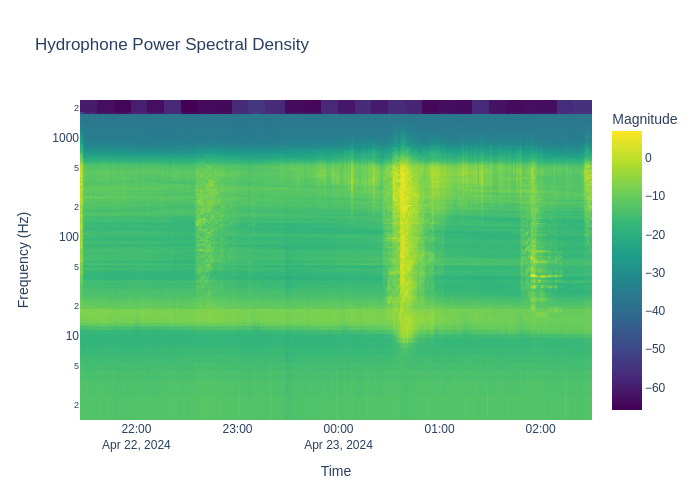 Hydrophone Power Spectral Density
Magnitude
2
1000
5
2
100
5
2
10
5
2
Frequency (Hz)
0
−10
−20
−30
−40
−50
−60
22:00 23:00 00:00 01:00 02:00
Apr 22, 2024 Apr 23, 2024
Time